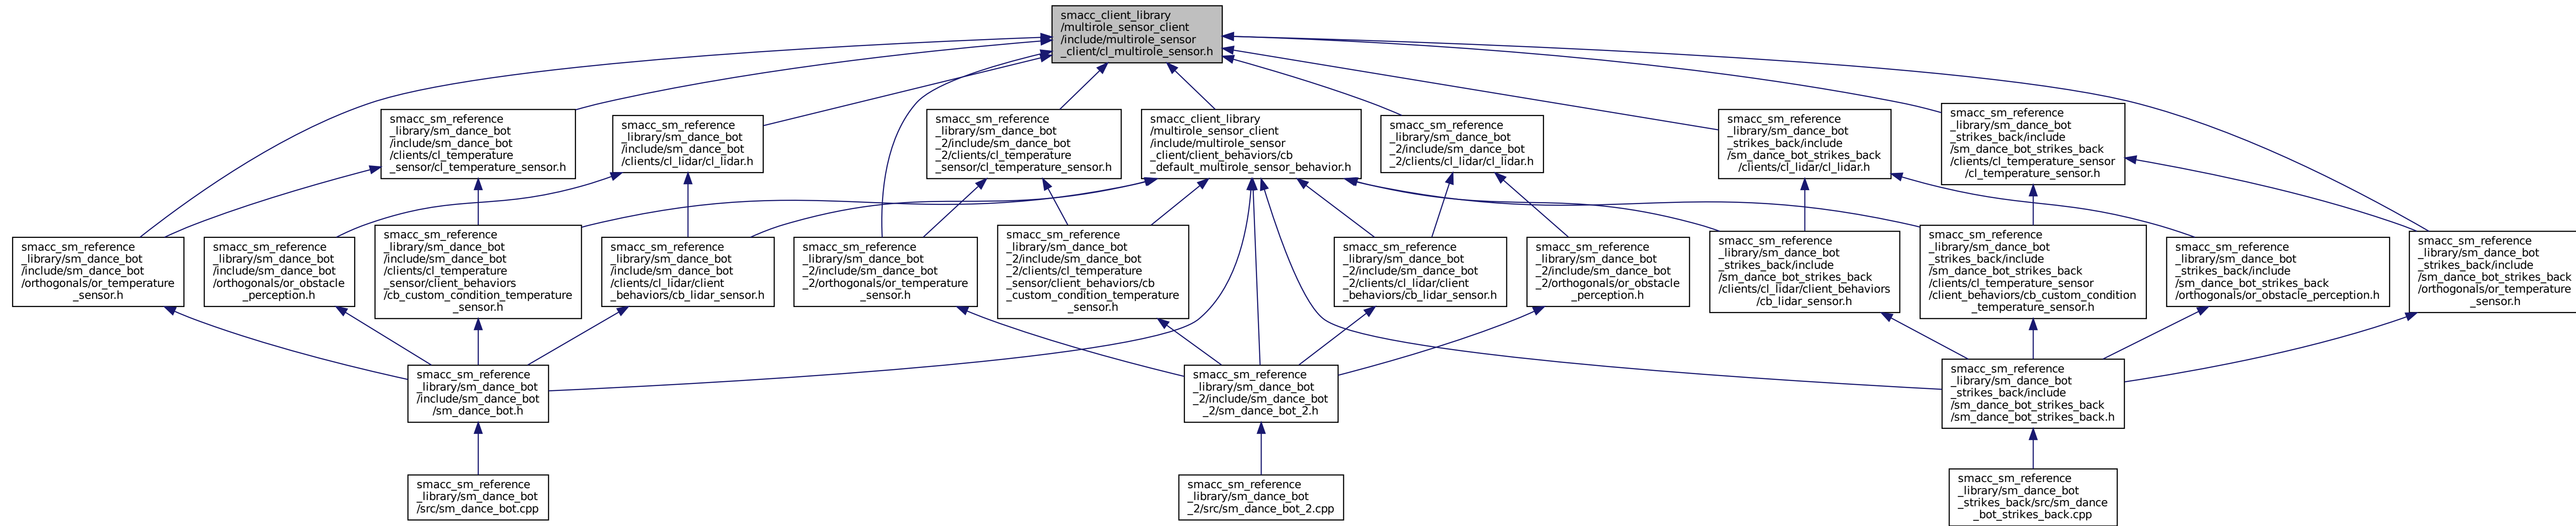 smacc_client_library
/multirole_sensor_client
/include/multirole_sensor
_client/cl_multirole_sensor.h
smacc_sm_reference
_library/sm_dance_bot
/include/sm_dance_bot
/clients/cl_temperature
_sensor/cl_temperature_sensor.h
smacc_sm_reference
_library/sm_dance_bot
/include/sm_dance_bot
/clients/cl_lidar/cl_lidar.h
smacc_sm_reference
_library/sm_dance_bot
_2/include/sm_dance_bot
_2/clients/cl_temperature
_sensor/cl_temperature_sensor.h
smacc_client_library
/multirole_sensor_client
/include/multirole_sensor
_client/client_behaviors/cb
_default_multirole_sensor_behavior.h
smacc_sm_reference
_library/sm_dance_bot
_2/include/sm_dance_bot
_2/clients/cl_lidar/cl_lidar.h
smacc_sm_reference
_library/sm_dance_bot
_strikes_back/include
/sm_dance_bot_strikes_back
/clients/cl_lidar/cl_lidar.h
smacc_sm_reference
_library/sm_dance_bot
_strikes_back/include
/sm_dance_bot_strikes_back
/clients/cl_temperature_sensor
/cl_temperature_sensor.h
smacc_sm_reference
_library/sm_dance_bot
/include/sm_dance_bot
/orthogonals/or_temperature
_sensor.h
smacc_sm_reference
_library/sm_dance_bot
/include/sm_dance_bot
/orthogonals/or_obstacle
_perception.h
smacc_sm_reference
_library/sm_dance_bot
/include/sm_dance_bot
/clients/cl_temperature
_sensor/client_behaviors
/cb_custom_condition_temperature
_sensor.h
smacc_sm_reference
_library/sm_dance_bot
/include/sm_dance_bot
/clients/cl_lidar/client
_behaviors/cb_lidar_sensor.h
smacc_sm_reference
_library/sm_dance_bot
_2/include/sm_dance_bot
_2/orthogonals/or_temperature
_sensor.h
smacc_sm_reference
_library/sm_dance_bot
_2/include/sm_dance_bot
_2/clients/cl_temperature
_sensor/client_behaviors/cb
_custom_condition_temperature
_sensor.h
smacc_sm_reference
_library/sm_dance_bot
_2/include/sm_dance_bot
_2/clients/cl_lidar/client
_behaviors/cb_lidar_sensor.h
smacc_sm_reference
_library/sm_dance_bot
_2/include/sm_dance_bot
_2/orthogonals/or_obstacle
_perception.h
smacc_sm_reference
_library/sm_dance_bot
_strikes_back/include
/sm_dance_bot_strikes_back
/clients/cl_lidar/client_behaviors
/cb_lidar_sensor.h
smacc_sm_reference
_library/sm_dance_bot
_strikes_back/include
/sm_dance_bot_strikes_back
/clients/cl_temperature_sensor
/client_behaviors/cb_custom_condition
_temperature_sensor.h
smacc_sm_reference
_library/sm_dance_bot
_strikes_back/include
/sm_dance_bot_strikes_back
/orthogonals/or_obstacle_perception.h
smacc_sm_reference
_library/sm_dance_bot
_strikes_back/include
/sm_dance_bot_strikes_back
/orthogonals/or_temperature
_sensor.h
smacc_sm_reference
_library/sm_dance_bot
/include/sm_dance_bot
/sm_dance_bot.h
smacc_sm_reference
_library/sm_dance_bot
_2/include/sm_dance_bot
_2/sm_dance_bot_2.h
smacc_sm_reference
_library/sm_dance_bot
_strikes_back/include
/sm_dance_bot_strikes_back
/sm_dance_bot_strikes_back.h
smacc_sm_reference
_library/sm_dance_bot
/src/sm_dance_bot.cpp
smacc_sm_reference
_library/sm_dance_bot
_2/src/sm_dance_bot_2.cpp
smacc_sm_reference
_library/sm_dance_bot
_strikes_back/src/sm_dance
_bot_strikes_back.cpp